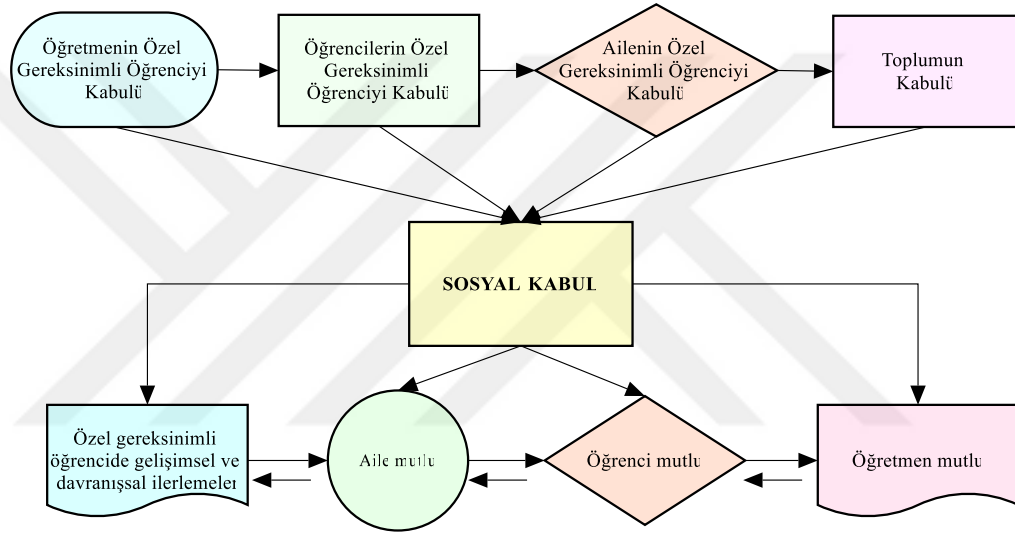 Öğretmenin Özel
Gereksinimli Öğrenciyi
Kabulü
Öğrencilerin Özel
Gereksinimli
Öğrenciyi Kabulü
Ailenin Özel
Gereksinimli Öğrenciyi
Kabulü
Toplumun
Kabulü
SOSYAL KABUL
Özel gereksinimli
öğrencide gelişimsel ve
davranışsal ilerlemeler
Aile mutlu
Öğrenci mutlu
Öğretmen mutlu